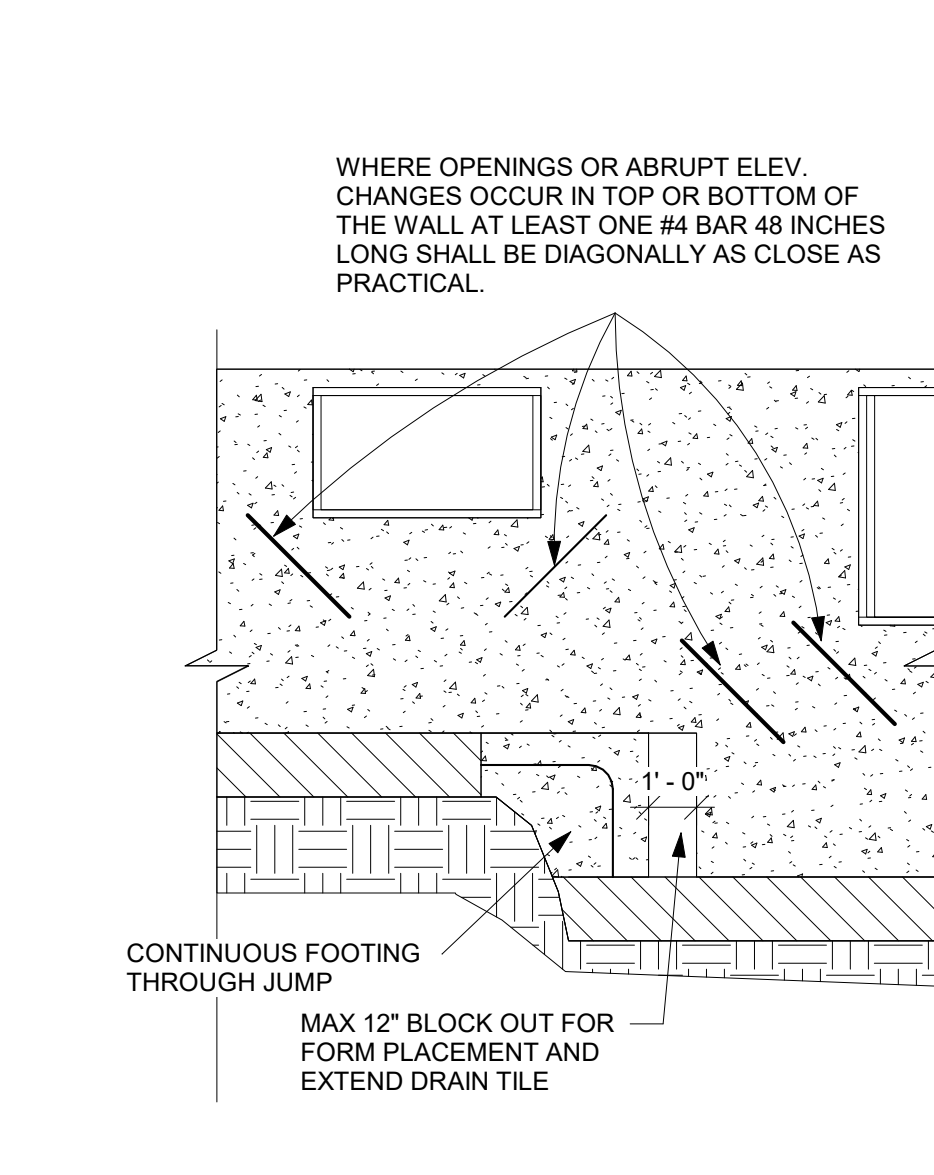 WHERE OPENINGS OR ABRUPT ELEV.
CHANGES OCCUR IN TOP OR BOTTOM OF
THE WALL AT LEAST ONE #4 BAR 48 INCHES
LONG SHALL BE DIAGONALLY AS CLOSE AS
PRACTICAL.
1' - 0"
CONTINUOUS FOOTING
THROUGH JUMP
MAX 12" BLOCK OUT FOR
FORM PLACEMENT AND
EXTEND DRAIN TILE